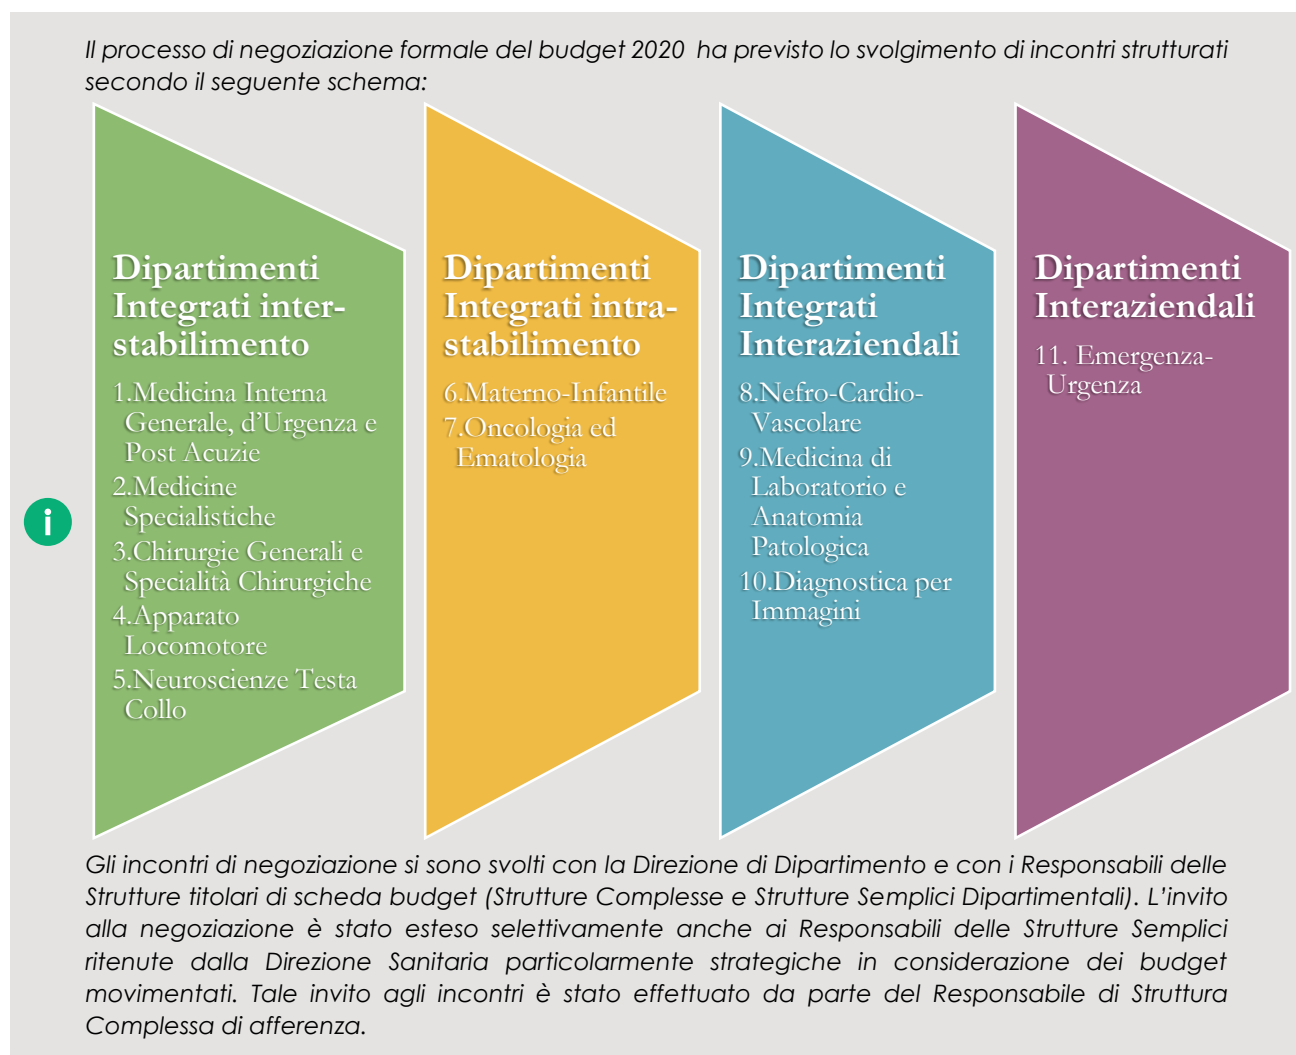 Il processo di negoziazione formale del budget 2020 ha previsto lo svolgimento di incontri strutturati
secondo il seguente schema:
Dipartimenti
Integrati inter-
stabilimento
1.Medicina Interna
Generale, d’Urgenza e
Post Acuzie
2.Medicine
Specialistiche
3.Chirurgie Generali e
Specialità Chirurgiche
4.Apparato
Locomotore
5.Neuroscienze Testa
Collo
Dipartimenti
Integrati intra-
stabilimento
6.Materno-Infantile
7.Oncologia ed
Ematologia
Dipartimenti
Integrati
Interaziendali
8.Nefro-Cardio-
Vascolare
9.Medicina di
Laboratorio e
Anatomia
Patologica
10.Diagnostica per
Immagini
Dipartimenti
Interaziendali
11. Emergenza-
Urgenza
i
Gli incontri di negoziazione si sono svolti con la Direzione di Dipartimento e con i Responsabili delle
Strutture titolari di scheda budget (Strutture Complesse e Strutture Semplici Dipartimentali). L’invito
alla negoziazione è stato esteso selettivamente anche ai Responsabili delle Strutture Semplici
ritenute dalla Direzione Sanitaria particolarmente strategiche in considerazione dei budget
movimentati. Tale invito agli incontri è stato effettuato da parte del Responsabile di Struttura
Complessa di afferenza.